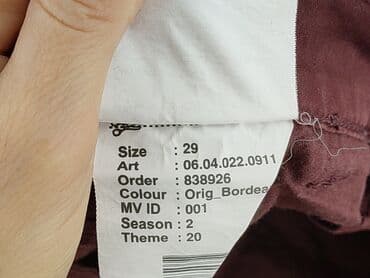 Size : 29
Art : 06.04.022.0911
Order : 838926
Colour : Orig_Bordea
MV ID : 001
Season : 2
Theme : 20